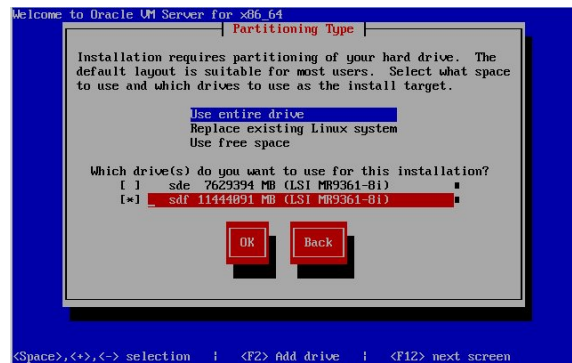 Welcome to Oracle VM Server for x86_64
Partitioning Type
Installation requires partitioning of your hard drive. The
default layout is suitable for most users. Select what space
to use and which drives to use as the install target.
Use entire drive
Replace existing Linux system
Use free space
Which drive(s) do you want to use for this installation?
[ ] sde 7629394 MB (LSI MR9361-8i)
[*] sdf 11444091 MB (LSI MR9361-8i)
OK Back
<Space>,<+>,<-> selection | <F2> Add drive | <F12> next screen